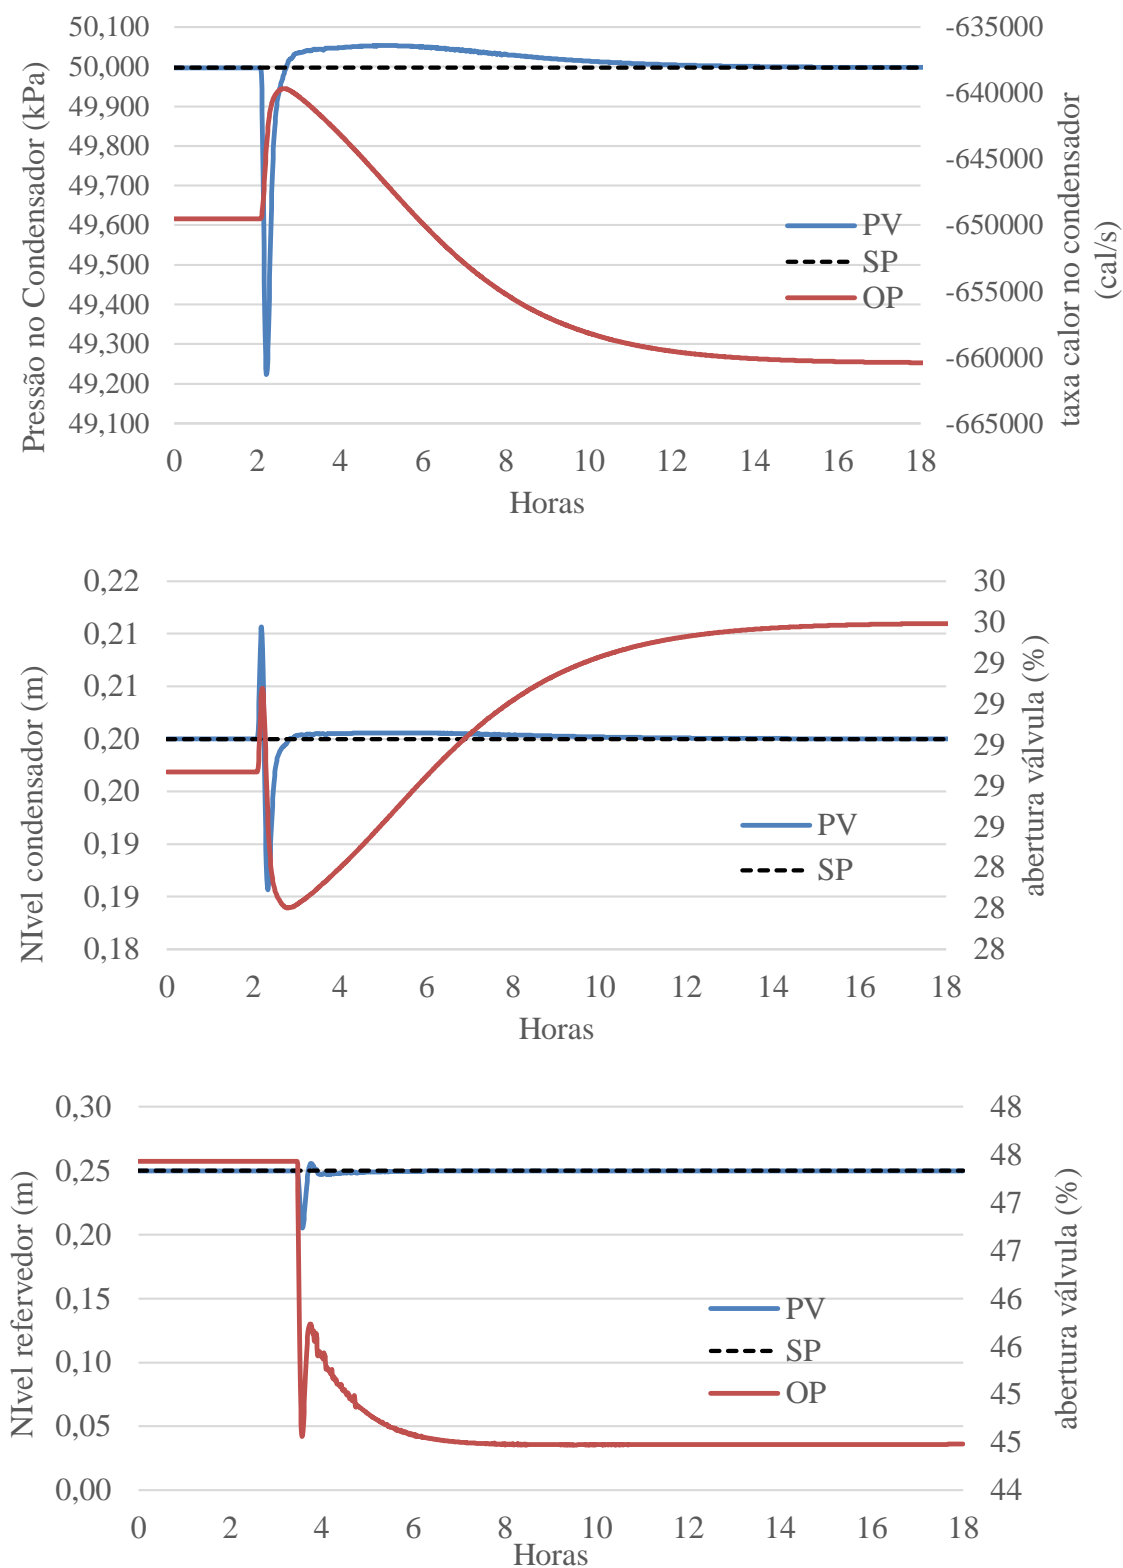 50,100
50,000
49,900
49,800
49,700
49,600
49,500
49,400
49,300
49,200
49,100
Pressão no Condensador (kPa)
-635000
-640000
-645000
-650000
-655000
-660000
-665000
taxa calor no condensador
(cal/s)
PV
SP
OP
0 2 4 6 8 10 12 14 16 18
Horas
0,22
0,21
0,21
0,20
0,20
0,19
0,19
0,18
NIvel condensador (m)
30
30
29
29
29
29
29
28
28
28
abertura válvula (%)
PV
SP
0 2 4 6 8 10 12 14 16 18
Horas
0,30
0,25
0,20
0,15
0,10
0,05
0,00
NIvel refervedor (m)
48
48
47
47
46
46
45
45
44
abertura válvula (%)
PV
SP
OP
0 2 4 6 8 10 12 14 16 18
Horas